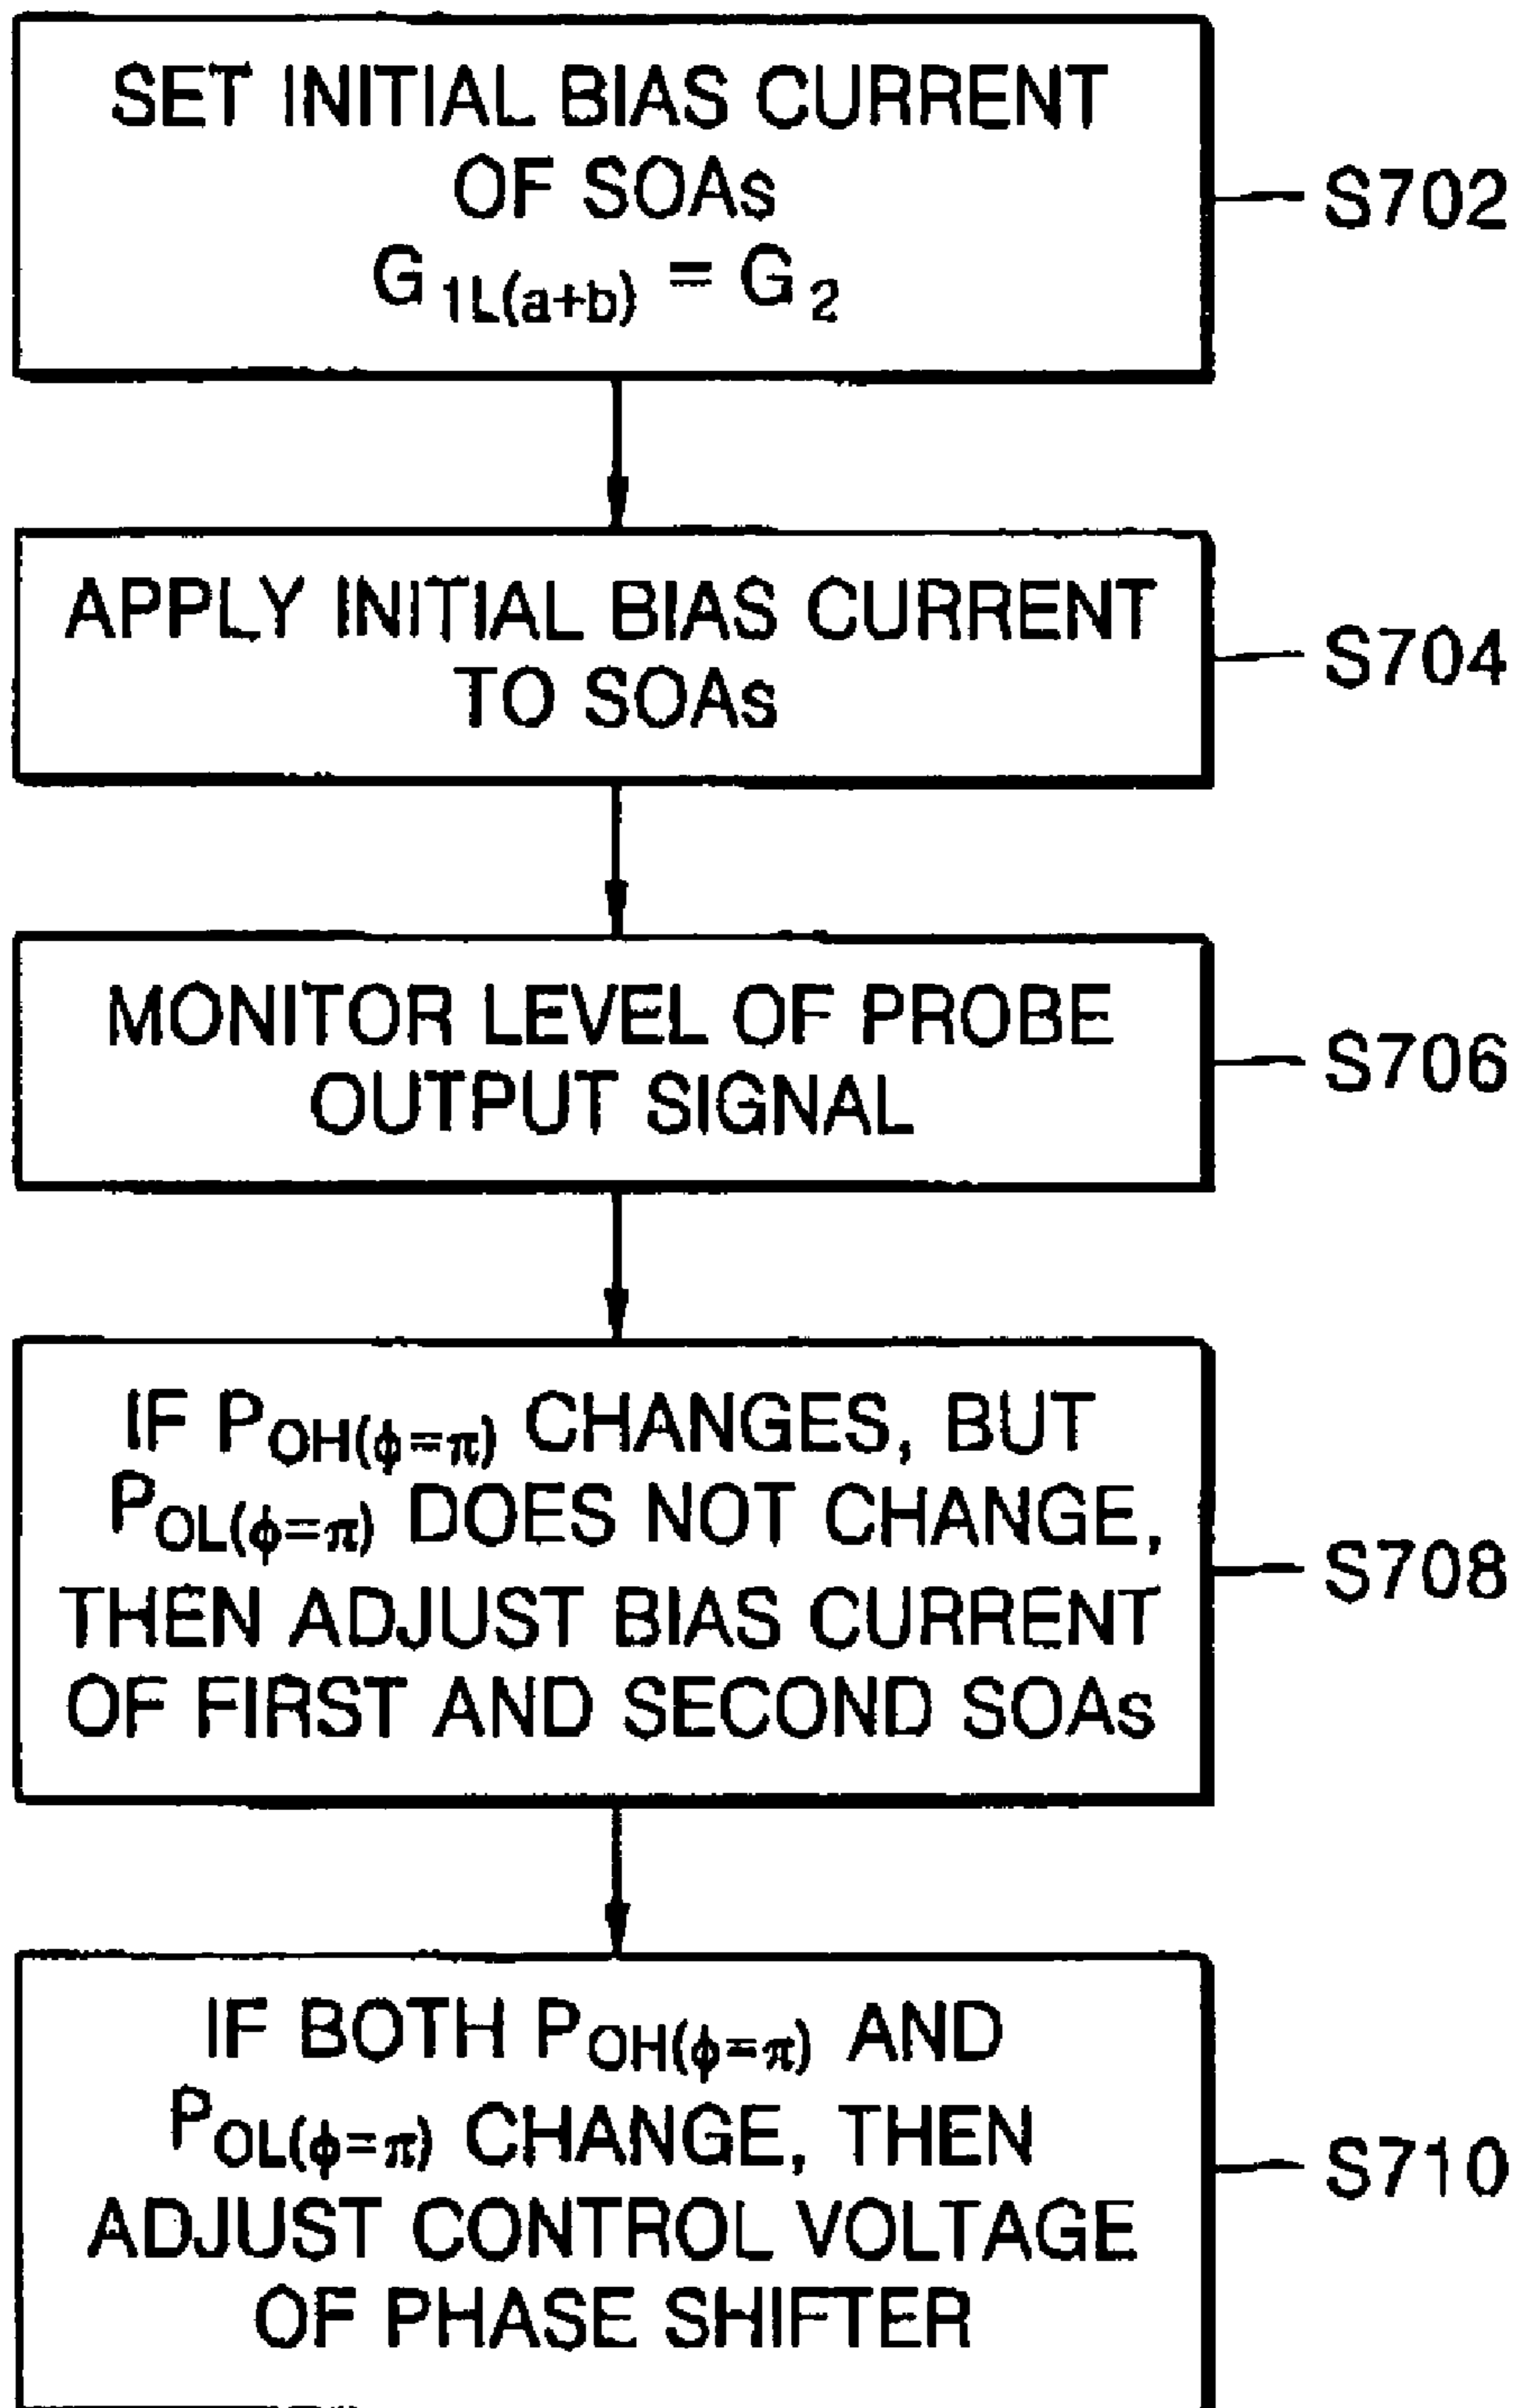 SET INITIAL BIAS CURRENT
OF SOAs
G1L(a+b) = G2
S702
APPLY INITIAL BIAS CURRENT
TO SOAs
S704
MONITOR LEVEL OF PROBE
OUTPUT SIGNAL
S706
IF POH(ϕ=π) CHANGES, BUT
POL(ϕ=π) DOES NOT CHANGE,
THEN ADJUST BIAS CURRENT
OF FIRST AND SECOND SOAs
S708
IF BOTH POH(ϕ=π) AND
POL(ϕ=π) CHANGE, THEN
ADJUST CONTROL VOLTAGE
OF PHASE SHIFTER
S710